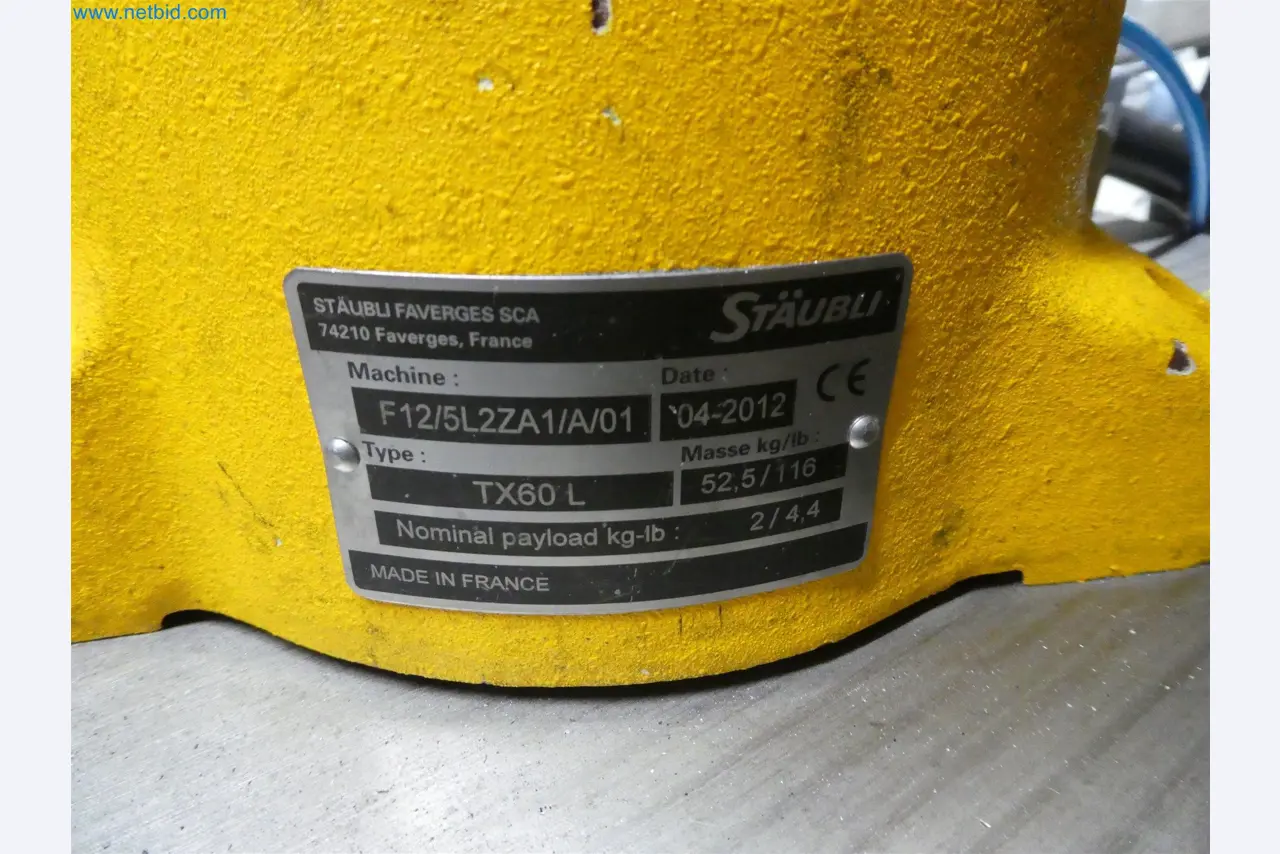 www.netbid.com
STÄUBLI FAVERGES SCA
74210 Faverges, France
STÄUBLI
Machine :
F12/5L2ZA1/A/01
Date :
04-2012
CE
Type :
TX60 L
Masse kg/lb :
52,5/116
Nominal payload kg-lb : 2/4,4
MADE IN FRANCE